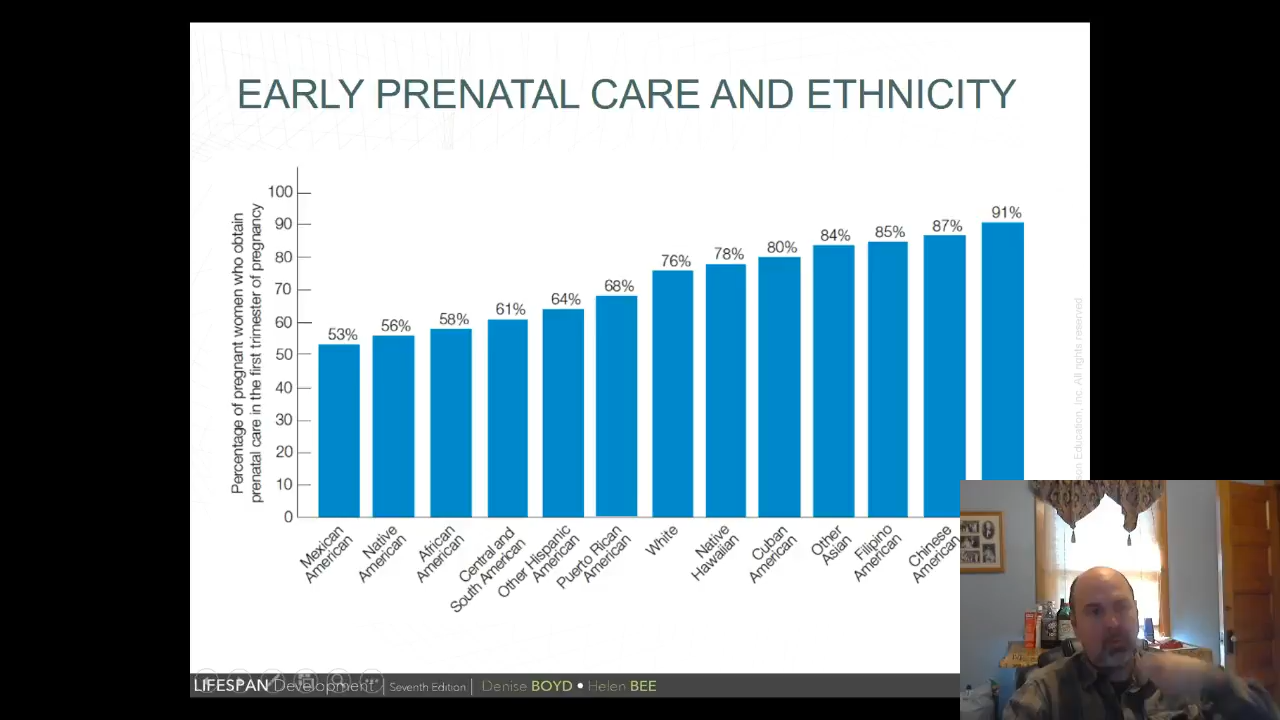 EARLY PRENATAL CARE AND ETHNICITY
Percentage of pregnant women who obtain
prenatal care in the first trimester of pregnancy
100
90
80
70
60
50
40
30
20
10
0
53%
56%
58%
61%
64%
68%
76%
78%
80%
84%
85%
87%
91%
Mexican
American
Native
American
African
American
Central and
South American
Other Hispanic
American
Puerto Rican
American
White
Native
Hawaiian
Cuban
American
Other
Asian
Filipino
American
Chinese
American
Education, Inc. All rights reserved
LIFESPAN Development | Seventh Edition | Denise BOYD • Helen BEE